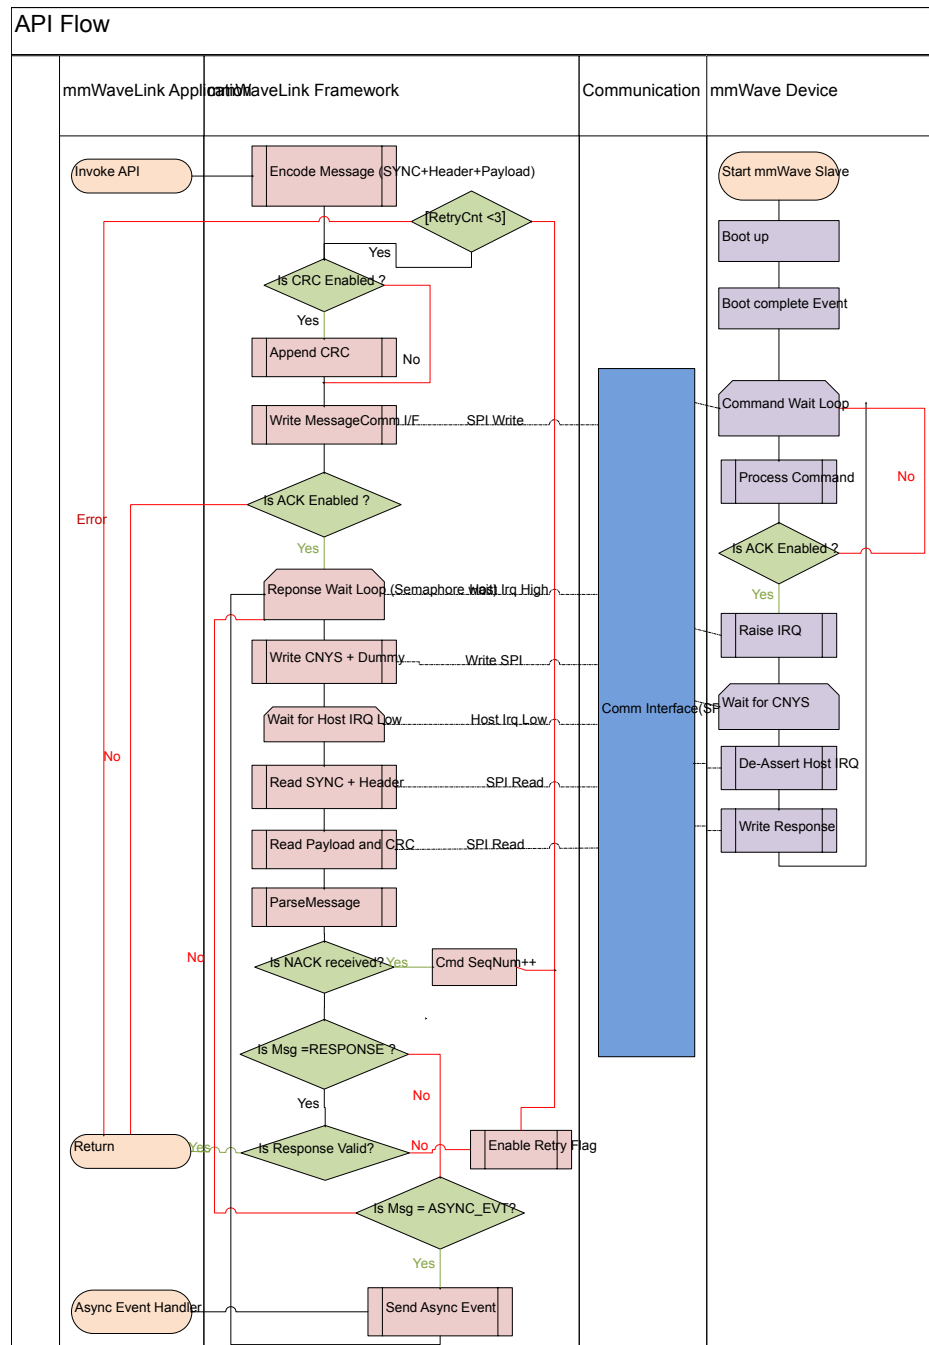 API Flow
mmWaveLink Application
mmWaveLink Framework
Communication
mmWave Device
Invoke API
Encode Message (SYNC+Header+Payload)
Start mmWave Slave
[RetryCnt <3]
Boot up
Yes
Is CRC Enabled ?
Boot complete Event
Yes
Append CRC
No
Write MessageComm I/F
SPI Write
Command Wait Loop
Process Command
No
Is ACK Enabled ?
Error
Yes
Is ACK Enabled ?
Reponse Wait Loop (Semaphore wait)
Host Irq High
Yes
Raise IRQ
Write CNYS + Dummy
Write SPI
Wait for Host IRQ Low
Host Irq Low
Comm Interface(SP
Wait for CNYS
No
De-Assert Host IRQ
Read SYNC + Header
SPI Read
Write Response
Read Payload and CRC
SPI Read
ParseMessage
No
Is NACK received?
Yes
Cmd SeqNum++
Is Msg =RESPONSE ?
No
Yes
Return
Yes
Is Response Valid?
No
Enable Retry Flag
Is Msg = ASYNC_EVT?
Yes
Async Event Handler
Send Async Event